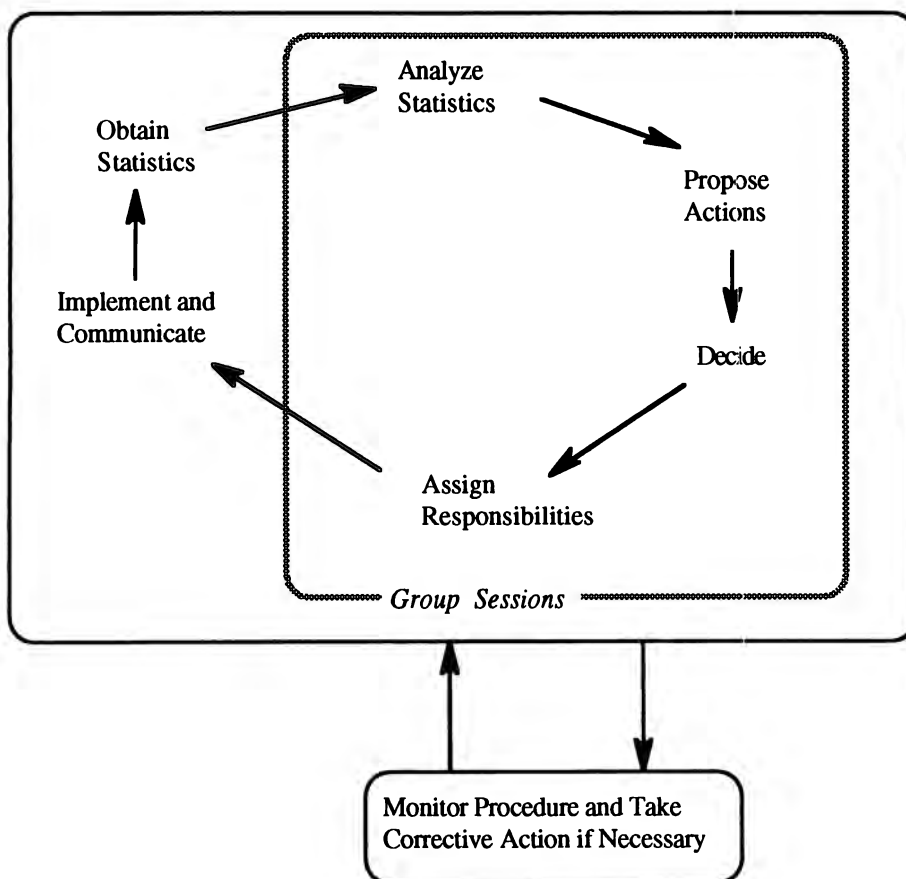 Analyze
Statistics
Obtain
Statistics
Propose
Actions
Implement and
Communicate
Decide
Assign
Responsibilities
Group Sessions
Monitor Procedure and Take
Corrective Action if Necessary